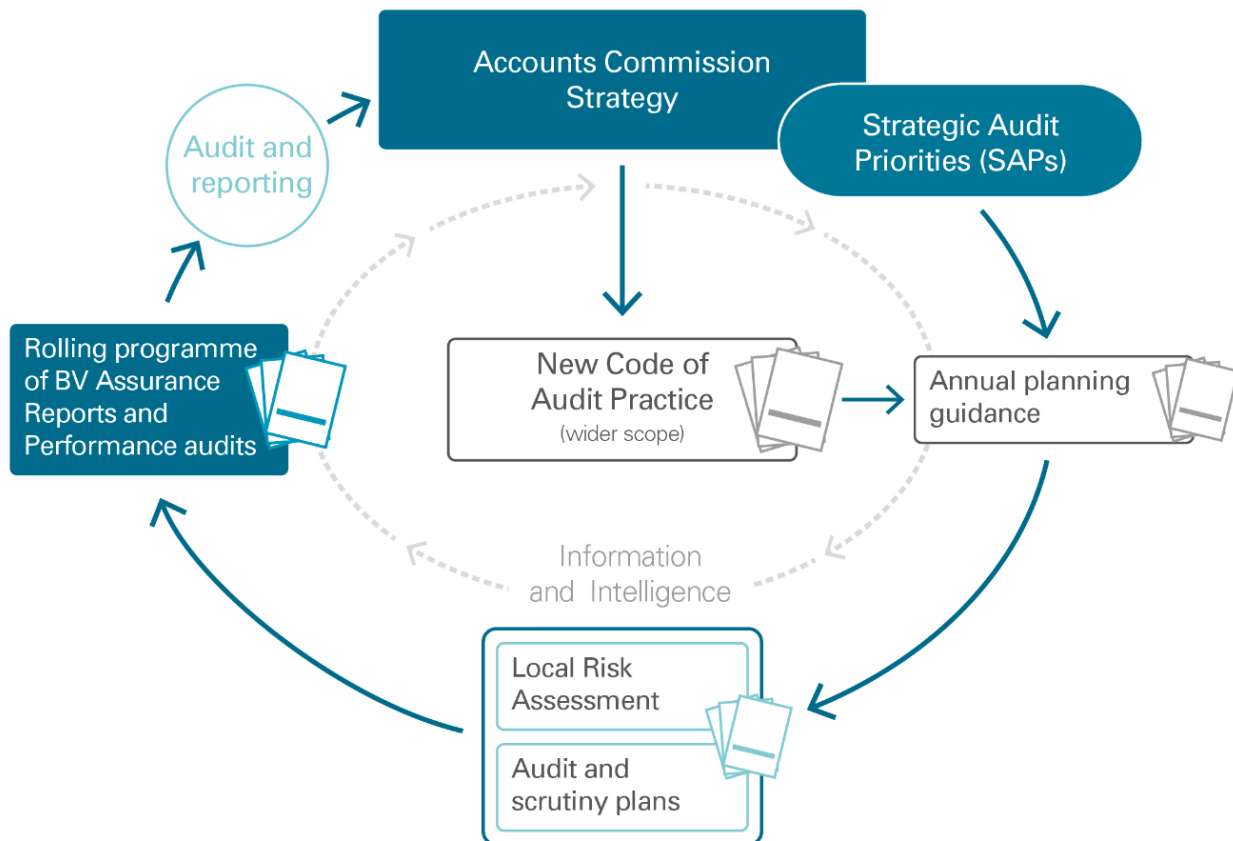 Accounts Commission
Strategy
Strategic Audit
Priorities (SAPs)
Audit and
reporting
Rolling programme
of BV Assurance
Reports and
Performance audits
New Code of
Audit Practice
(wider scope)
Annual planning
guidance
Information
and Intelligence
Local Risk
Assessment
Audit and
scrutiny plans